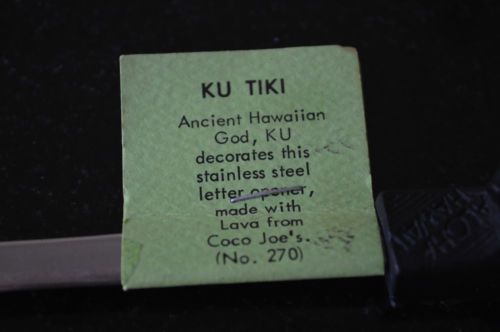 KU TIKI
Ancient Hawaiian
God, KU
decorates this
stainless steel
letter opener,
made with
Lava from
Coco Joe's.
(No. 270)